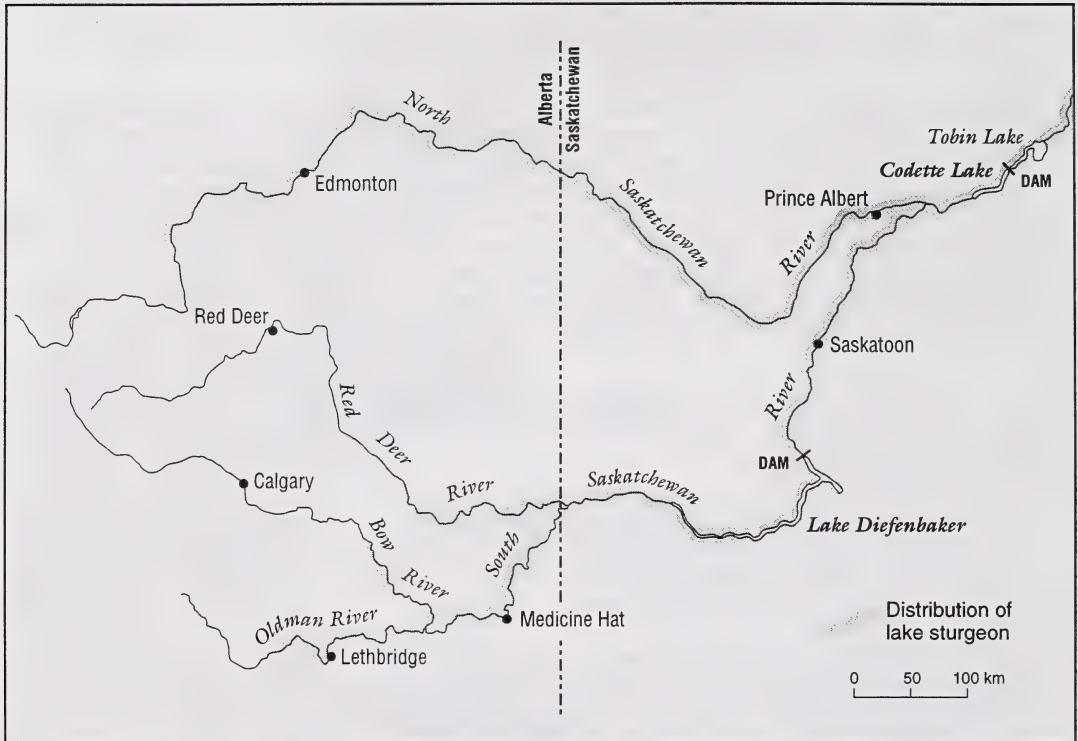 North
Alberta
Saskatchewan
Tobin Lake
Codette Lake
DAM
Edmonton
Saskatchewan
Prince Albert
River
Red Deer
Saskatoon
Red
Deer
River
River
DAM
Calgary
Saskatchewan
Bow
River
South
Lake Diefenbaker
Oldman River
Medicine Hat
Lethbridge
Distribution of
lake sturgeon
0 50 100 km